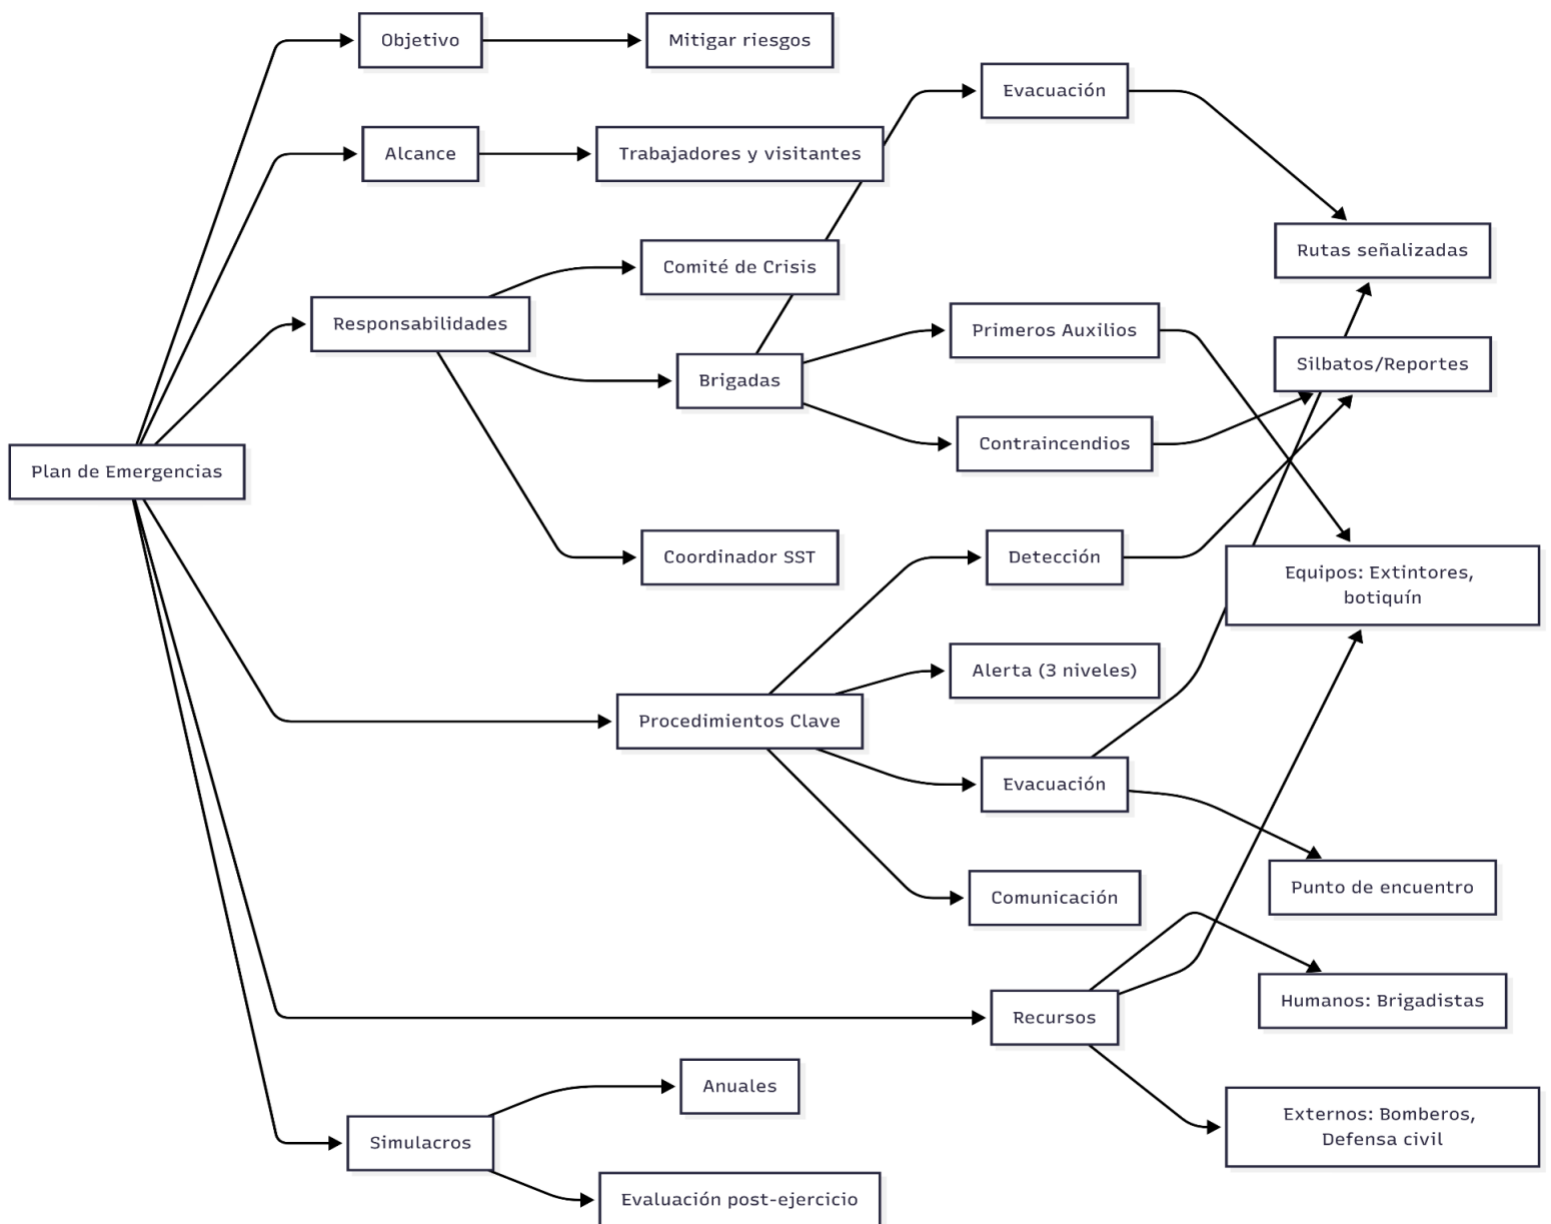 Plan de Emergencias
Objetivo
Mitigar riesgos
Alcance
Trabajadores y visitantes
Responsabilidades
Comité de Crisis
Brigadas
Evacuación
Primeros Auxilios
Contraincendios
Coordinador SST
Rutas señalizadas
Silbatos/Reportes
Equipos: Extintores,
botiquín
Procedimientos Clave
Detección
Alerta (3 niveles)
Evacuación
Comunicación
Punto de encuentro
Recursos
Humanos: Brigadistas
Externos: Bomberos,
Defensa civil
Simulacros
Anuales
Evaluación post-ejercicio